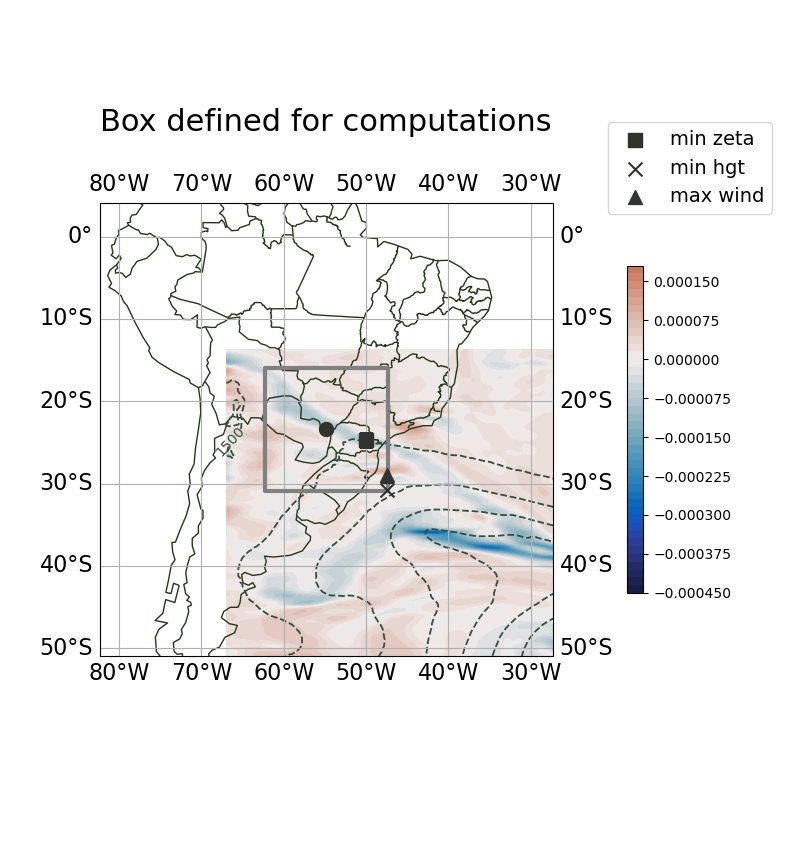 Box defined for computations
min zeta
min hgt
max wind
80°W 70°W 60°W 50°W 40°W 30°W
0° 0°
10°S 10°S
20°S 20°S
30°S 30°S
40°S 40°S
50°S 50°S
80°W 70°W 60°W 50°W 40°W 30°W
1500
0.000150
0.000075
0.000000
−0.000075
−0.000150
−0.000225
−0.000300
−0.000375
−0.000450